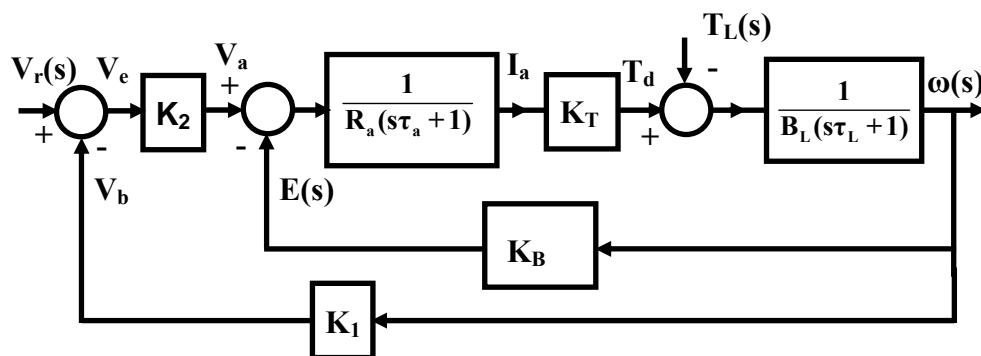 V_r(s)
V_e
K_2
V_a
1
R_a(sτ_a + 1)
I_a
K_T
T_d
T_L(s)
1
B_L(sτ_L + 1)
ω(s)
+
-
+
-
+
-
V_b
E(s)
K_B
K_1